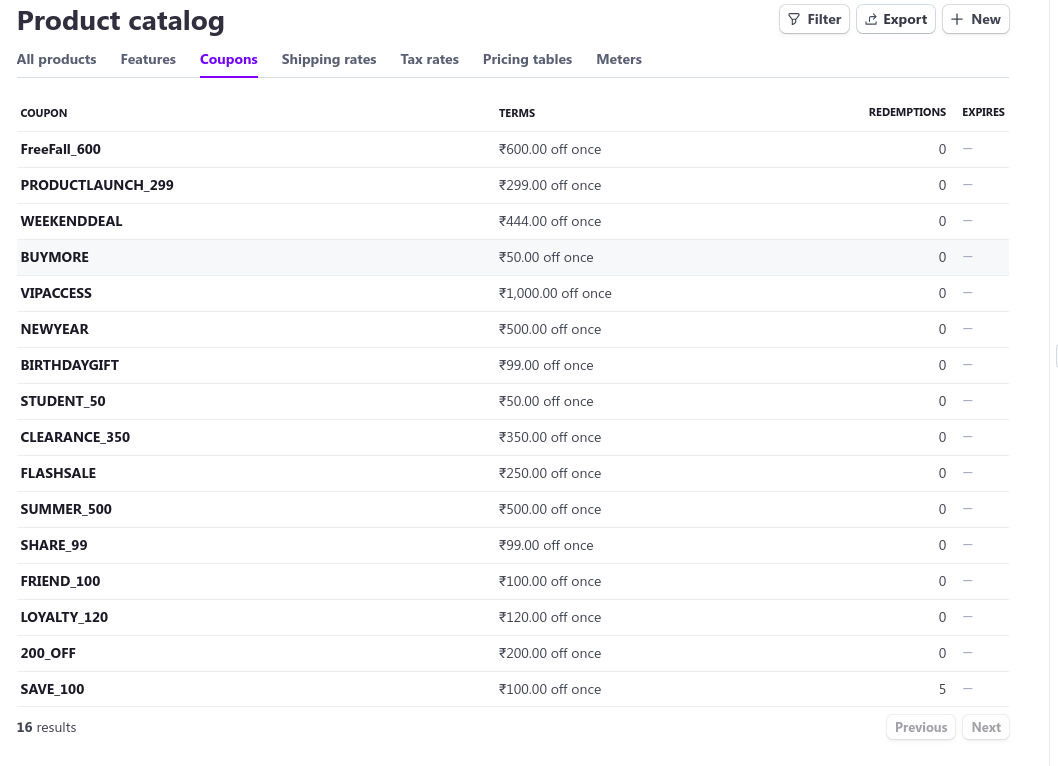 Product catalog
Filter Export New
All products Features Coupons Shipping rates Tax rates Pricing tables Meters
COUPON TERMS REDEMPTIONS EXPIRES
FreeFall_600 ₹600.00 off once 0 —
PRODUCTLAUNCH_299 ₹299.00 off once 0 —
WEEKENDDEAL ₹444.00 off once 0 —
BUYMORE ₹50.00 off once 0 —
VIPACCESS ₹1,000.00 off once 0 —
NEWYEAR ₹500.00 off once 0 —
BIRTHDAYGIFT ₹99.00 off once 0 —
STUDENT_50 ₹50.00 off once 0 —
CLEARANCE_350 ₹350.00 off once 0 —
FLASHSALE ₹250.00 off once 0 —
SUMMER_500 ₹500.00 off once 0 —
SHARE_99 ₹99.00 off once 0 —
FRIEND_100 ₹100.00 off once 0 —
LOYALTY_120 ₹120.00 off once 0 —
200_OFF ₹200.00 off once 0 —
SAVE_100 ₹100.00 off once 5 —
16 results Previous Next